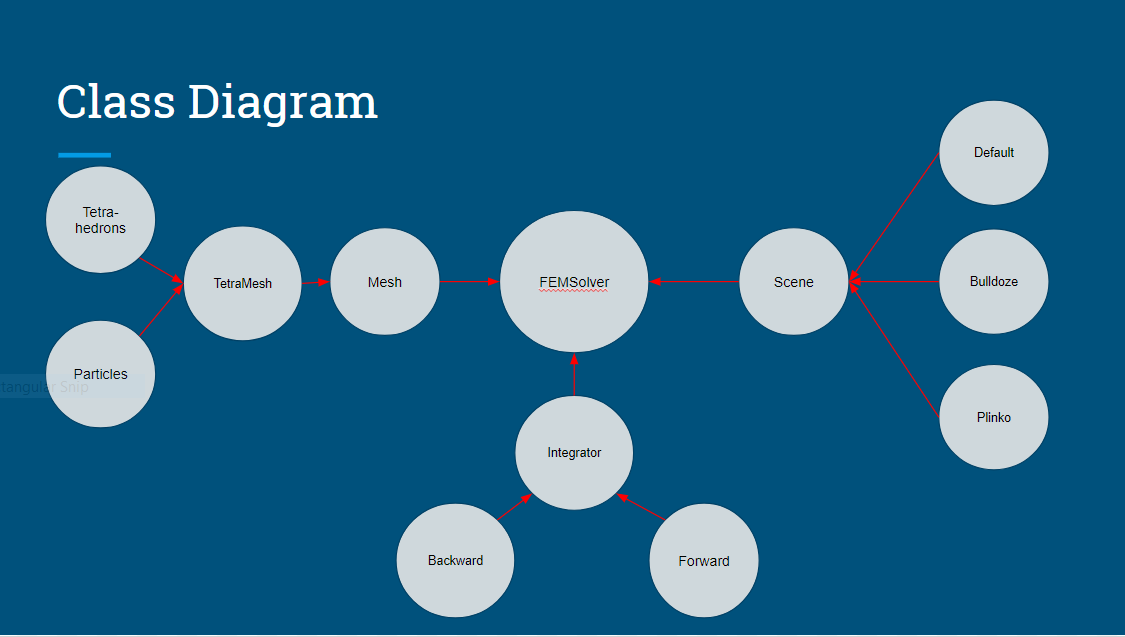 Class Diagram
Default
Tetra-
hedrons
TetraMesh
Mesh
FEMSolver
Scene
Bulldoze
Particles
tangular Snip
Plinko
Integrator
Backward
Forward